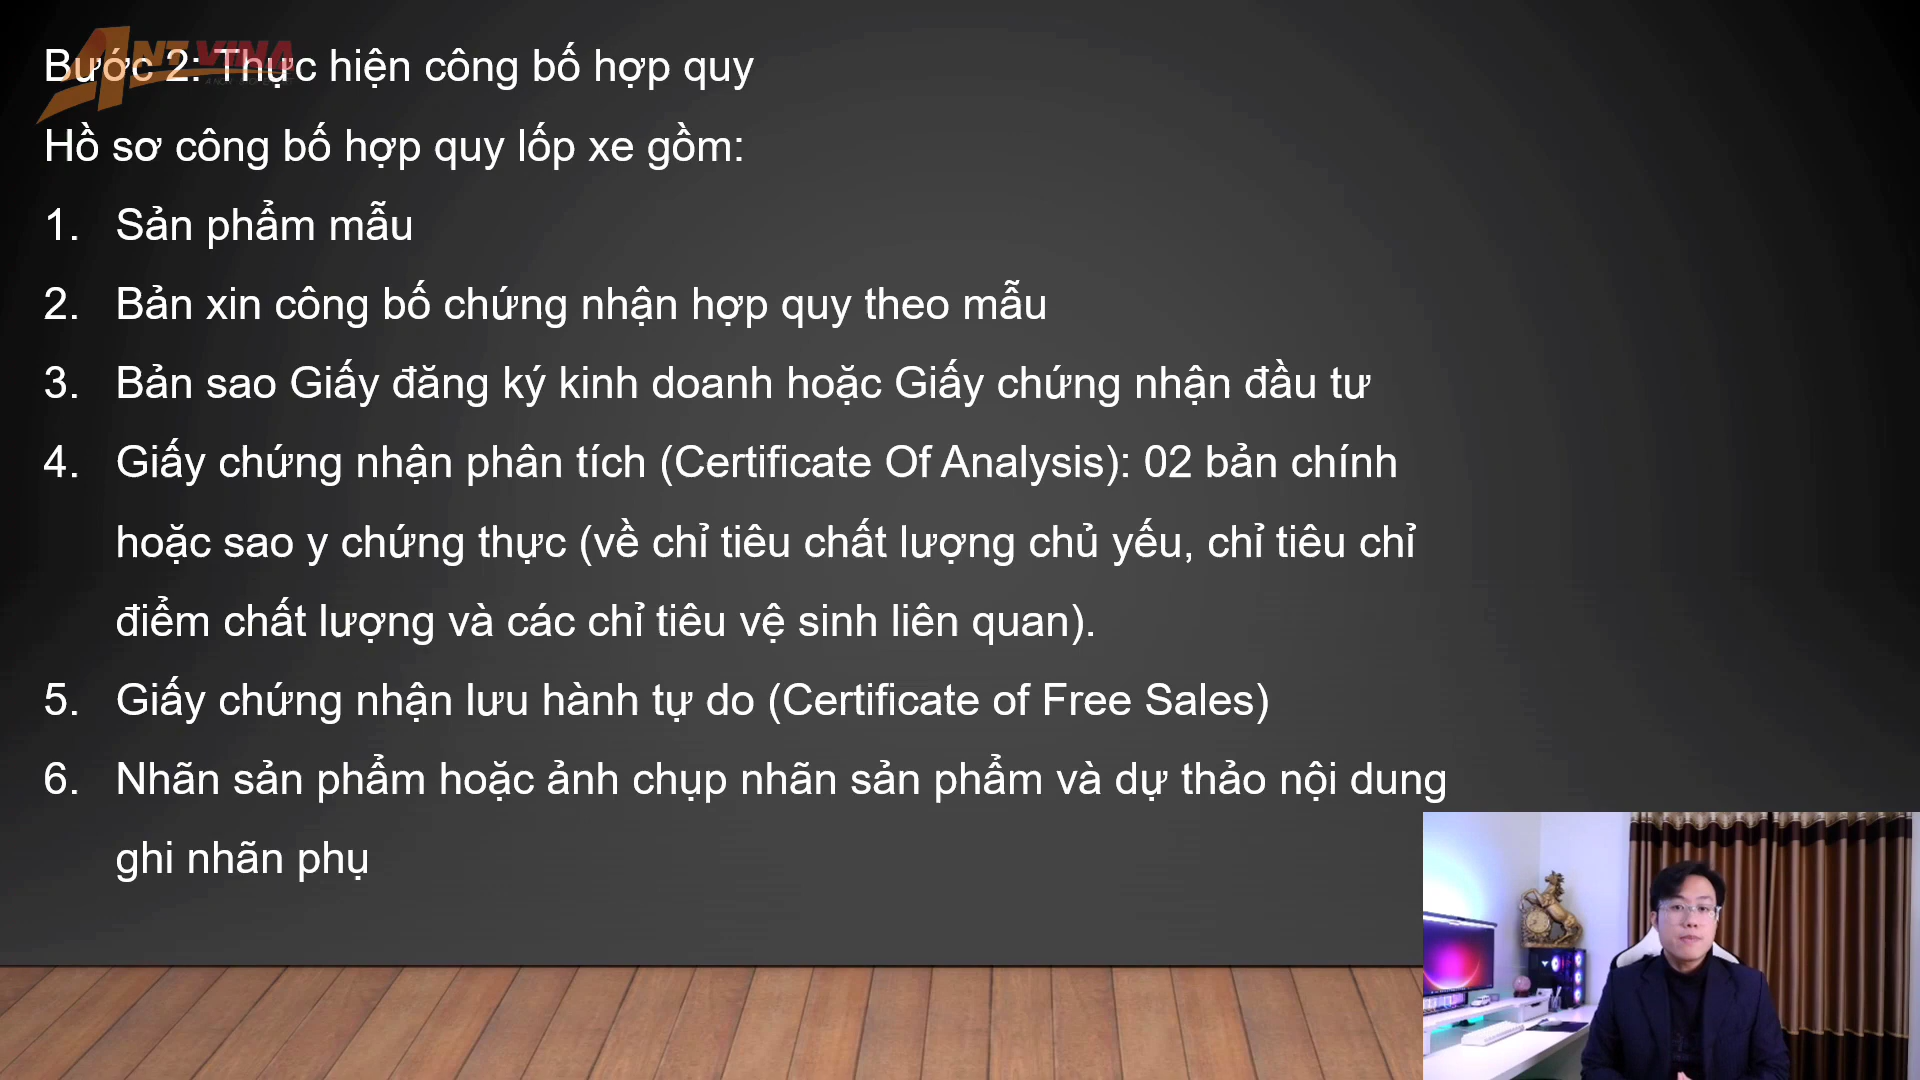 ANT VINA
Bước 2: Thực hiện công bố hợp quy
Hồ sơ công bố hợp quy lốp xe gồm:
1. Sản phẩm mẫu
2. Bản xin công bố chứng nhận hợp quy theo mẫu
3. Bản sao Giấy đăng ký kinh doanh hoặc Giấy chứng nhận đầu tư
4. Giấy chứng nhận phân tích (Certificate Of Analysis): 02 bản chính
hoặc sao y chứng thực (về chỉ tiêu chất lượng chủ yếu, chỉ tiêu chỉ
điểm chất lượng và các chỉ tiêu vệ sinh liên quan).
5. Giấy chứng nhận lưu hành tự do (Certificate of Free Sales)
6. Nhãn sản phẩm hoặc ảnh chụp nhãn sản phẩm và dự thảo nội dung
ghi nhãn phụ